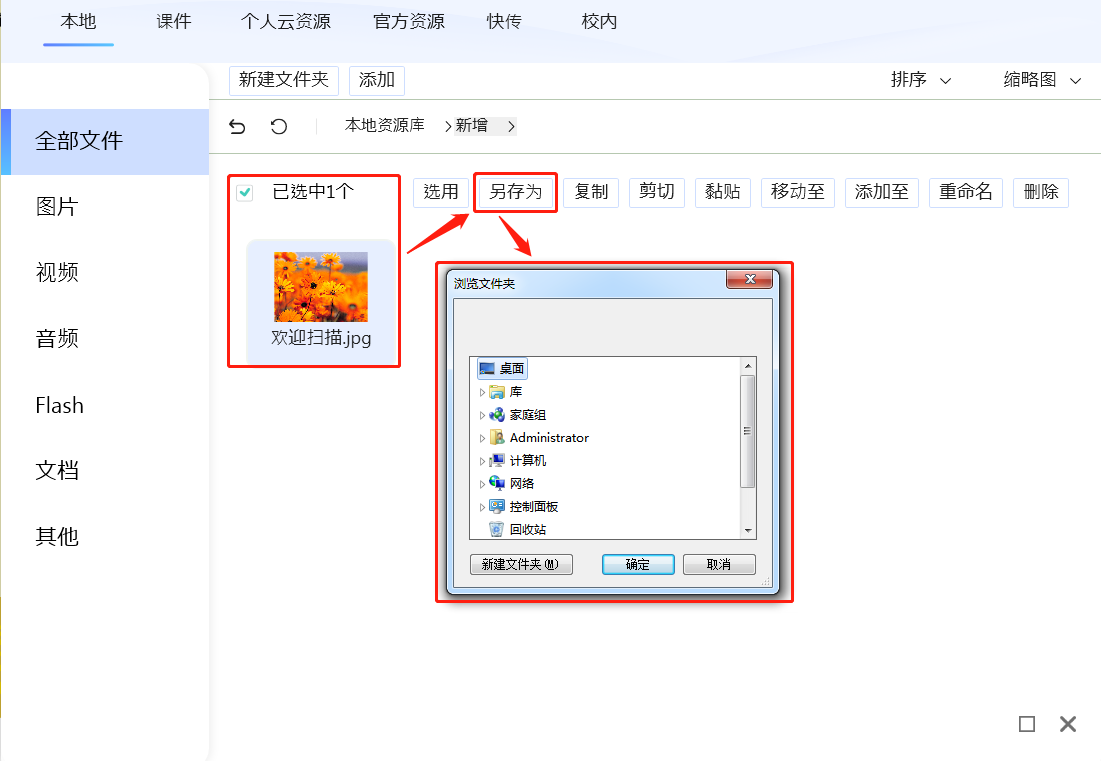 本地 课件 个人云资源 官方资源 快传 校内
新建文件夹 添加 排序 缩略图
全部文件
图片
视频
音频
Flash
文档
其他
本地资源库 新增
已选中1个 选用 另存为 复制 剪切 黏贴 移动至 添加至 重命名 删除
欢迎扫描.jpg
浏览文件夹
桌面
库
家庭组
Administrator
计算机
网络
控制面板
回收站
新建文件夹(M) 确定 取消